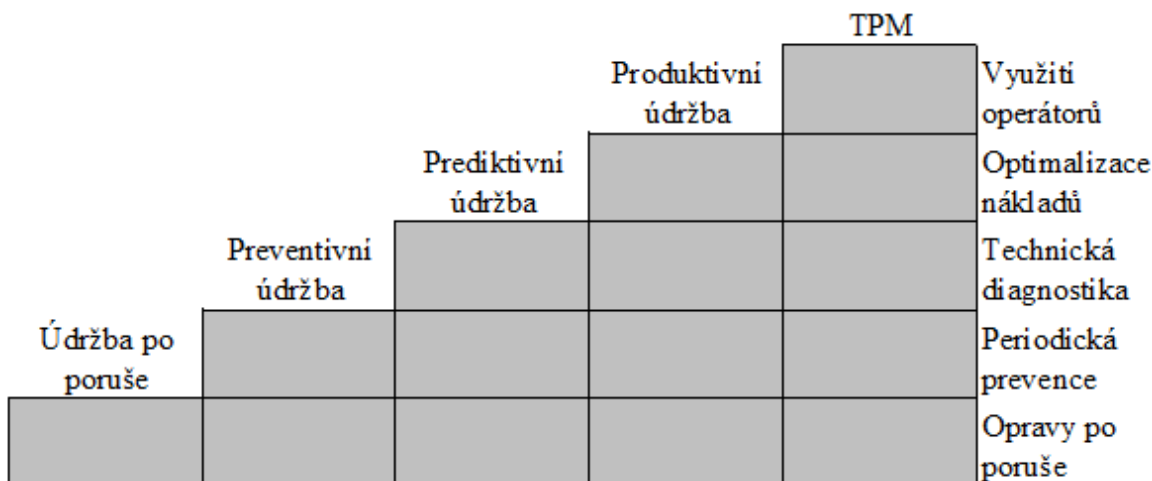 TPM
Produktivní
údržba
Využití
operátorů
Prediktivní
údržba
Optimalizace
nákladů
Preventivní
údržba
Technická
diagnostika
Údržba po
poruše
Periodická
prevence
Opravy po
poruše